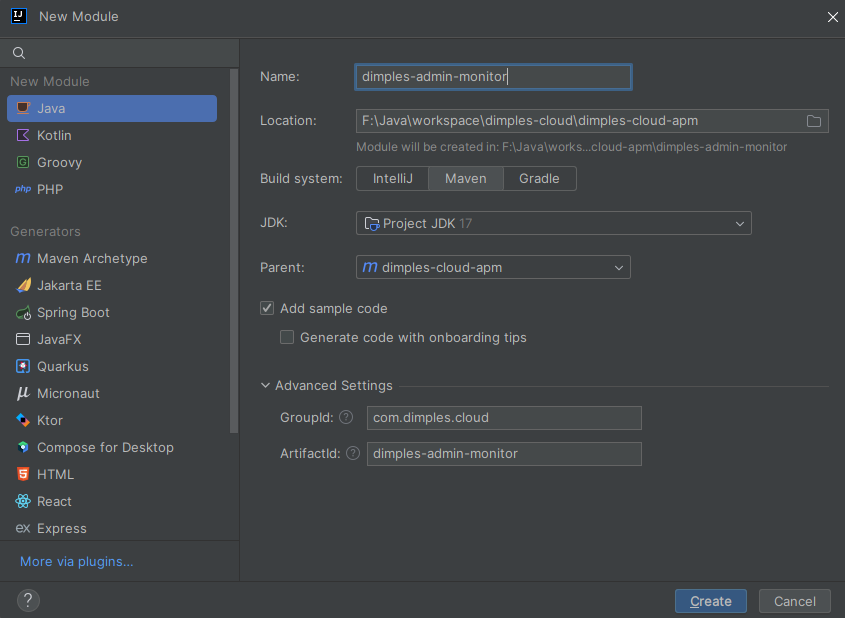 New Module
New Module
Java
Kotlin
Groovy
php PHP
Generators
Maven Archetype
Jakarta EE
Spring Boot
JavaFX
Quarkus
Micronaut
Ktor
Compose for Desktop
HTML
React
ex Express
More via plugins...
Name: dimples-admin-monitor
Location: F:\Java\workspace\dimples-cloud\dimples-cloud-apm
Module will be created in: F:\Java\works...cloud-apm\dimples-admin-monitor
Build system: IntelliJ Maven Gradle
JDK: Project JDK 17
Parent: m dimples-cloud-apm
Add sample code
Generate code with onboarding tips
Advanced Settings
GroupId: ? com.dimples.cloud
ArtifactId: ? dimples-admin-monitor
? Create Cancel